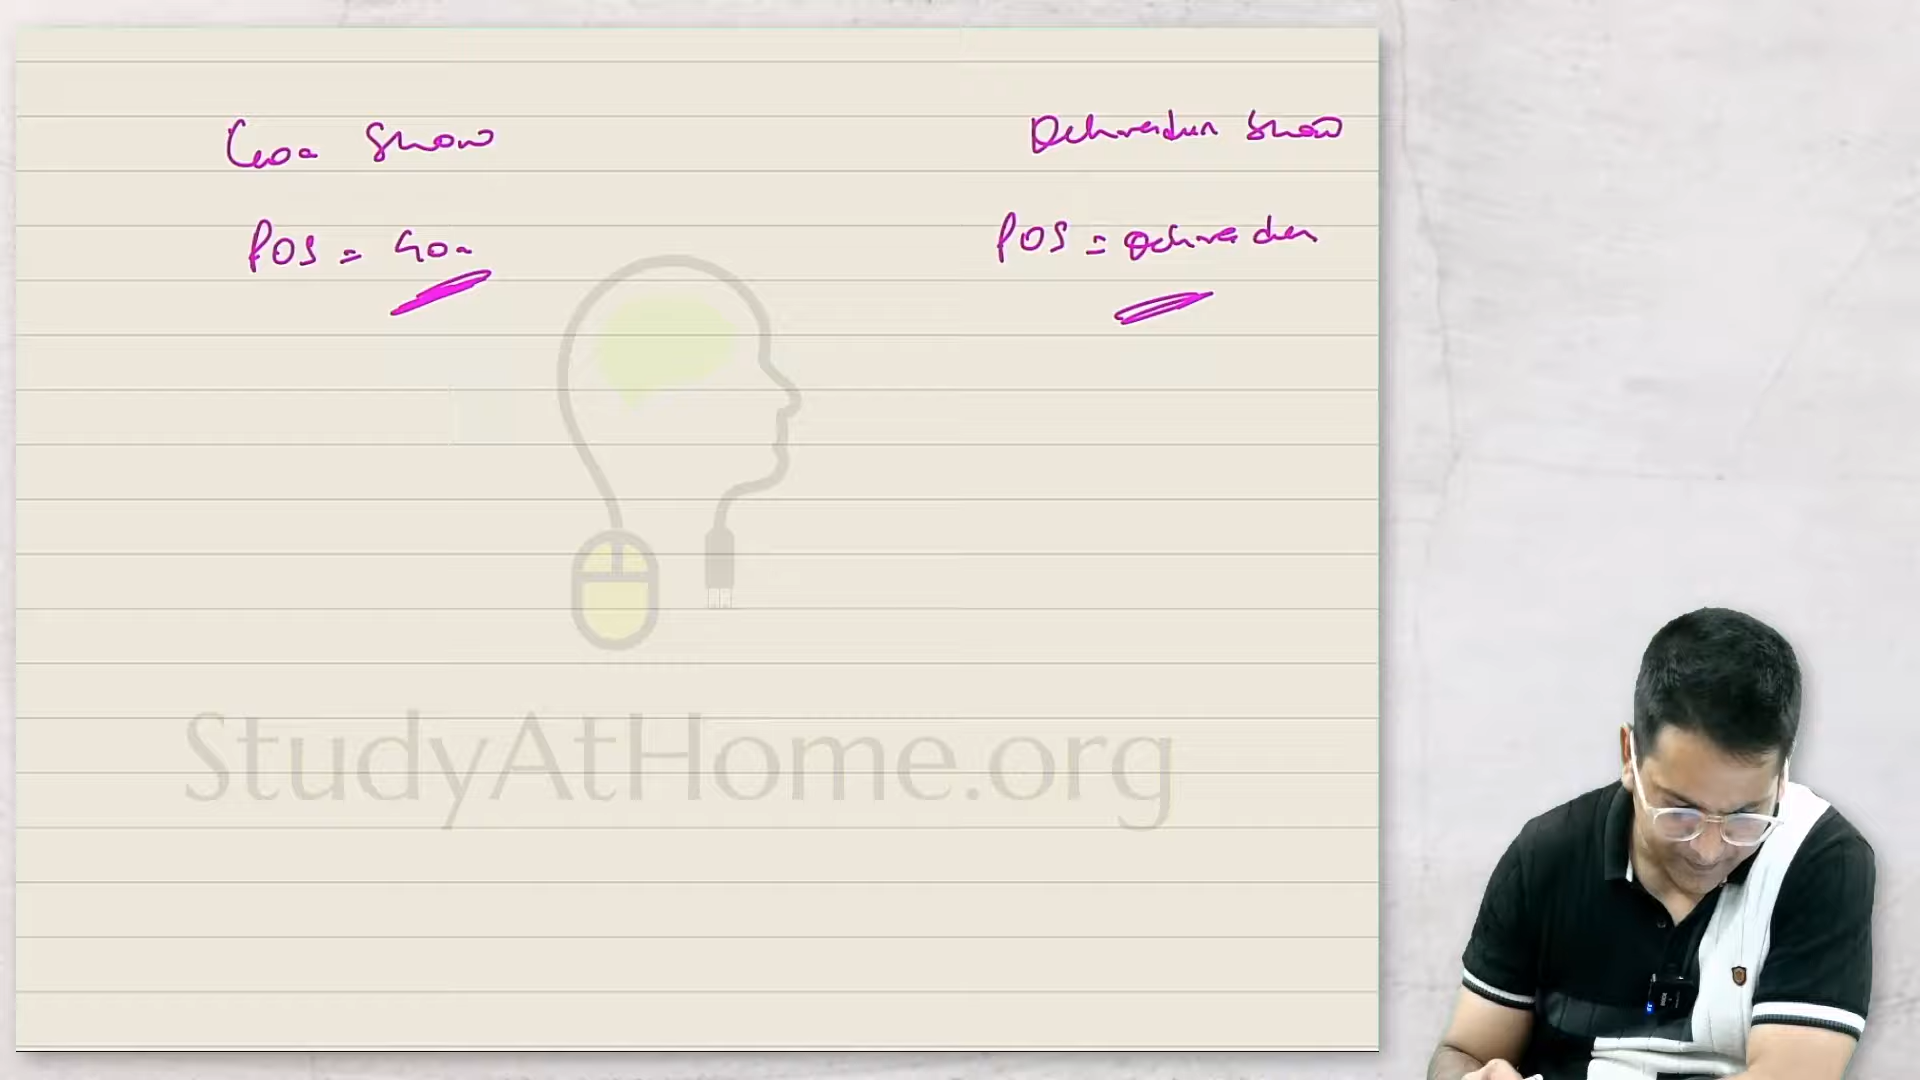 Goa Show
POS = Goa
Dehradun Show
POS = Dehradun
StudyAtHome.org